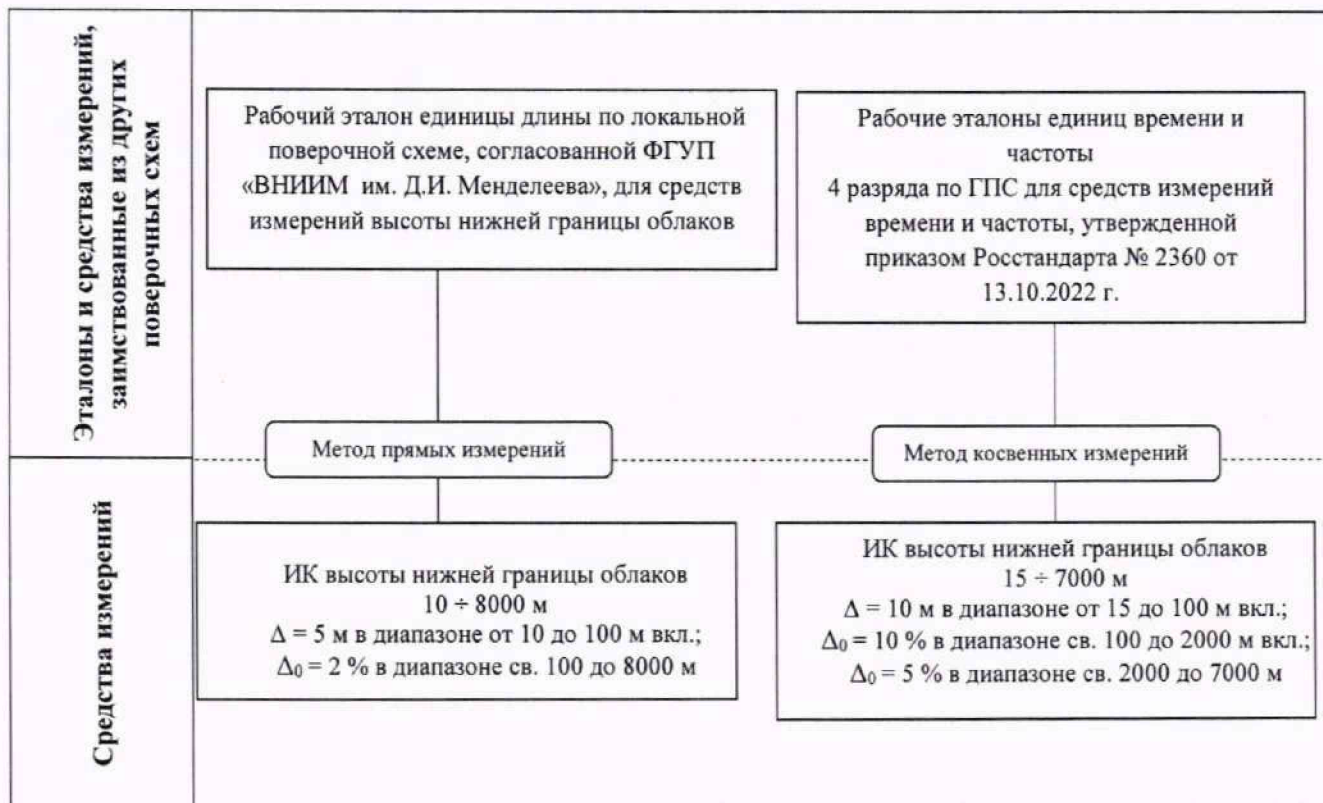 Эталоны и средства измерений,
заимствованные из других
поверочных схем
Рабочий эталон единицы длины по локальной
поверочной схеме, согласованной ФГУП
«ВНИИМ им. Д.И. Менделеева», для средств
измерений высоты нижней границы облаков
Рабочие эталоны единиц времени и
частоты
4 разряда по ГПС для средств измерений
времени и частоты, утвержденной
приказом Росстандарта № 2360 от
13.10.2022 г.
Метод прямых измерений
Метод косвенных измерений
Средства измерений
ИК высоты нижней границы облаков
10 ÷ 8000 м
Δ = 5 м в диапазоне от 10 до 100 м вкл.;
Δ₀ = 2 % в диапазоне св. 100 до 8000 м
ИК высоты нижней границы облаков
15 ÷ 7000 м
Δ = 10 м в диапазоне от 15 до 100 м вкл.;
Δ₀ = 10 % в диапазоне св. 100 до 2000 м вкл.;
Δ₀ = 5 % в диапазоне св. 2000 до 7000 м